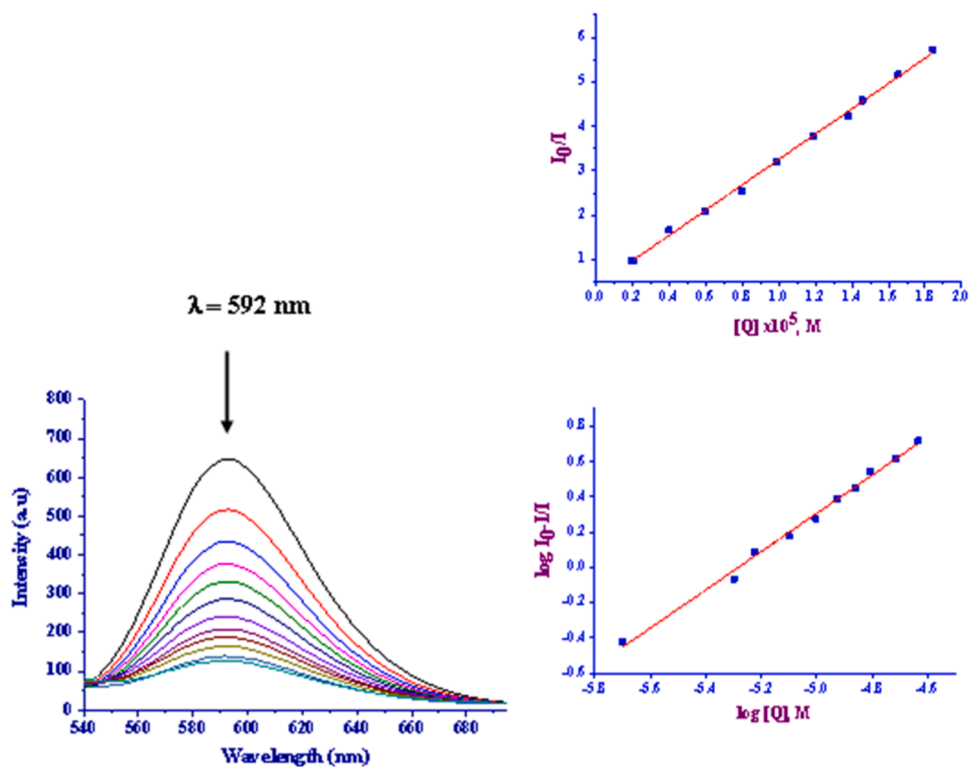 6
5
4
3
2
1
I0/I
0.0 0.2 0.4 0.6 0.8 1.0 1.2 1.4 1.6 1.8 2.0
[Q] x10^5, M
λ = 592 nm
800
700
600
500
400
300
200
100
0
Intensity (a.u)
540 560 580 600 620 640 660 680
Wavelength (nm)
0.8
0.6
0.4
0.2
0.0
-0.2
-0.4
-0.6
log I0-I/I
-5.8 -5.6 -5.4 -5.2 -5.0 -4.8 -4.6
log [Q], M